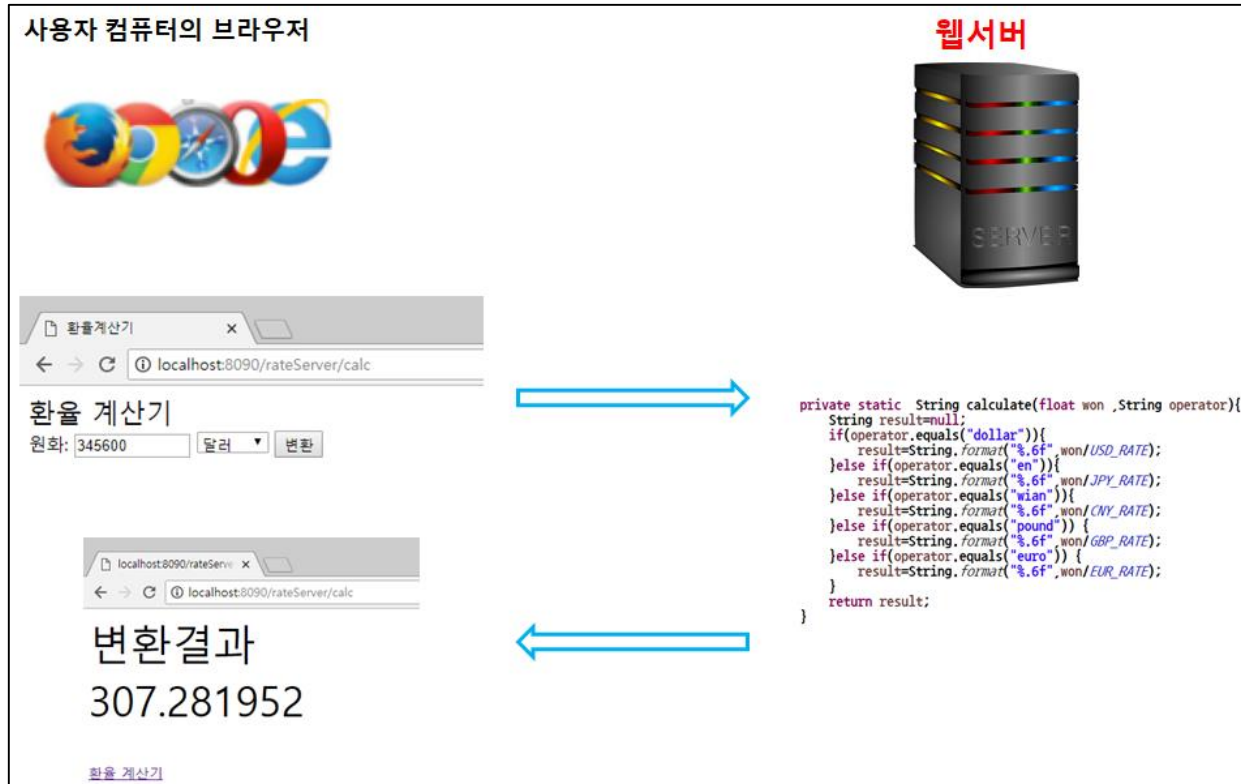 사용자 컴퓨터의 브라우저
웹서버
SERVER
환율계산기
localhost:8090/rateServer/calc
환율 계산기
원화: 345600 달러 변환
private static String calculate(float won ,String operator){
String result=null;
if(operator.equals("dollar")){
result=String.format("%.6f",won/USD_RATE);
}else if(operator.equals("en")){
result=String.format("%.6f",won/JPY_RATE);
}else if(operator.equals("wian")){
result=String.format("%.6f",won/CNY_RATE);
}else if(operator.equals("pound")) {
result=String.format("%.6f",won/GBP_RATE);
}else if(operator.equals("euro")) {
result=String.format("%.6f",won/EUR_RATE);
}
return result;
}
localhost:8090/rateServe
localhost:8090/rateServer/calc
변환결과
307.281952
환율 계산기